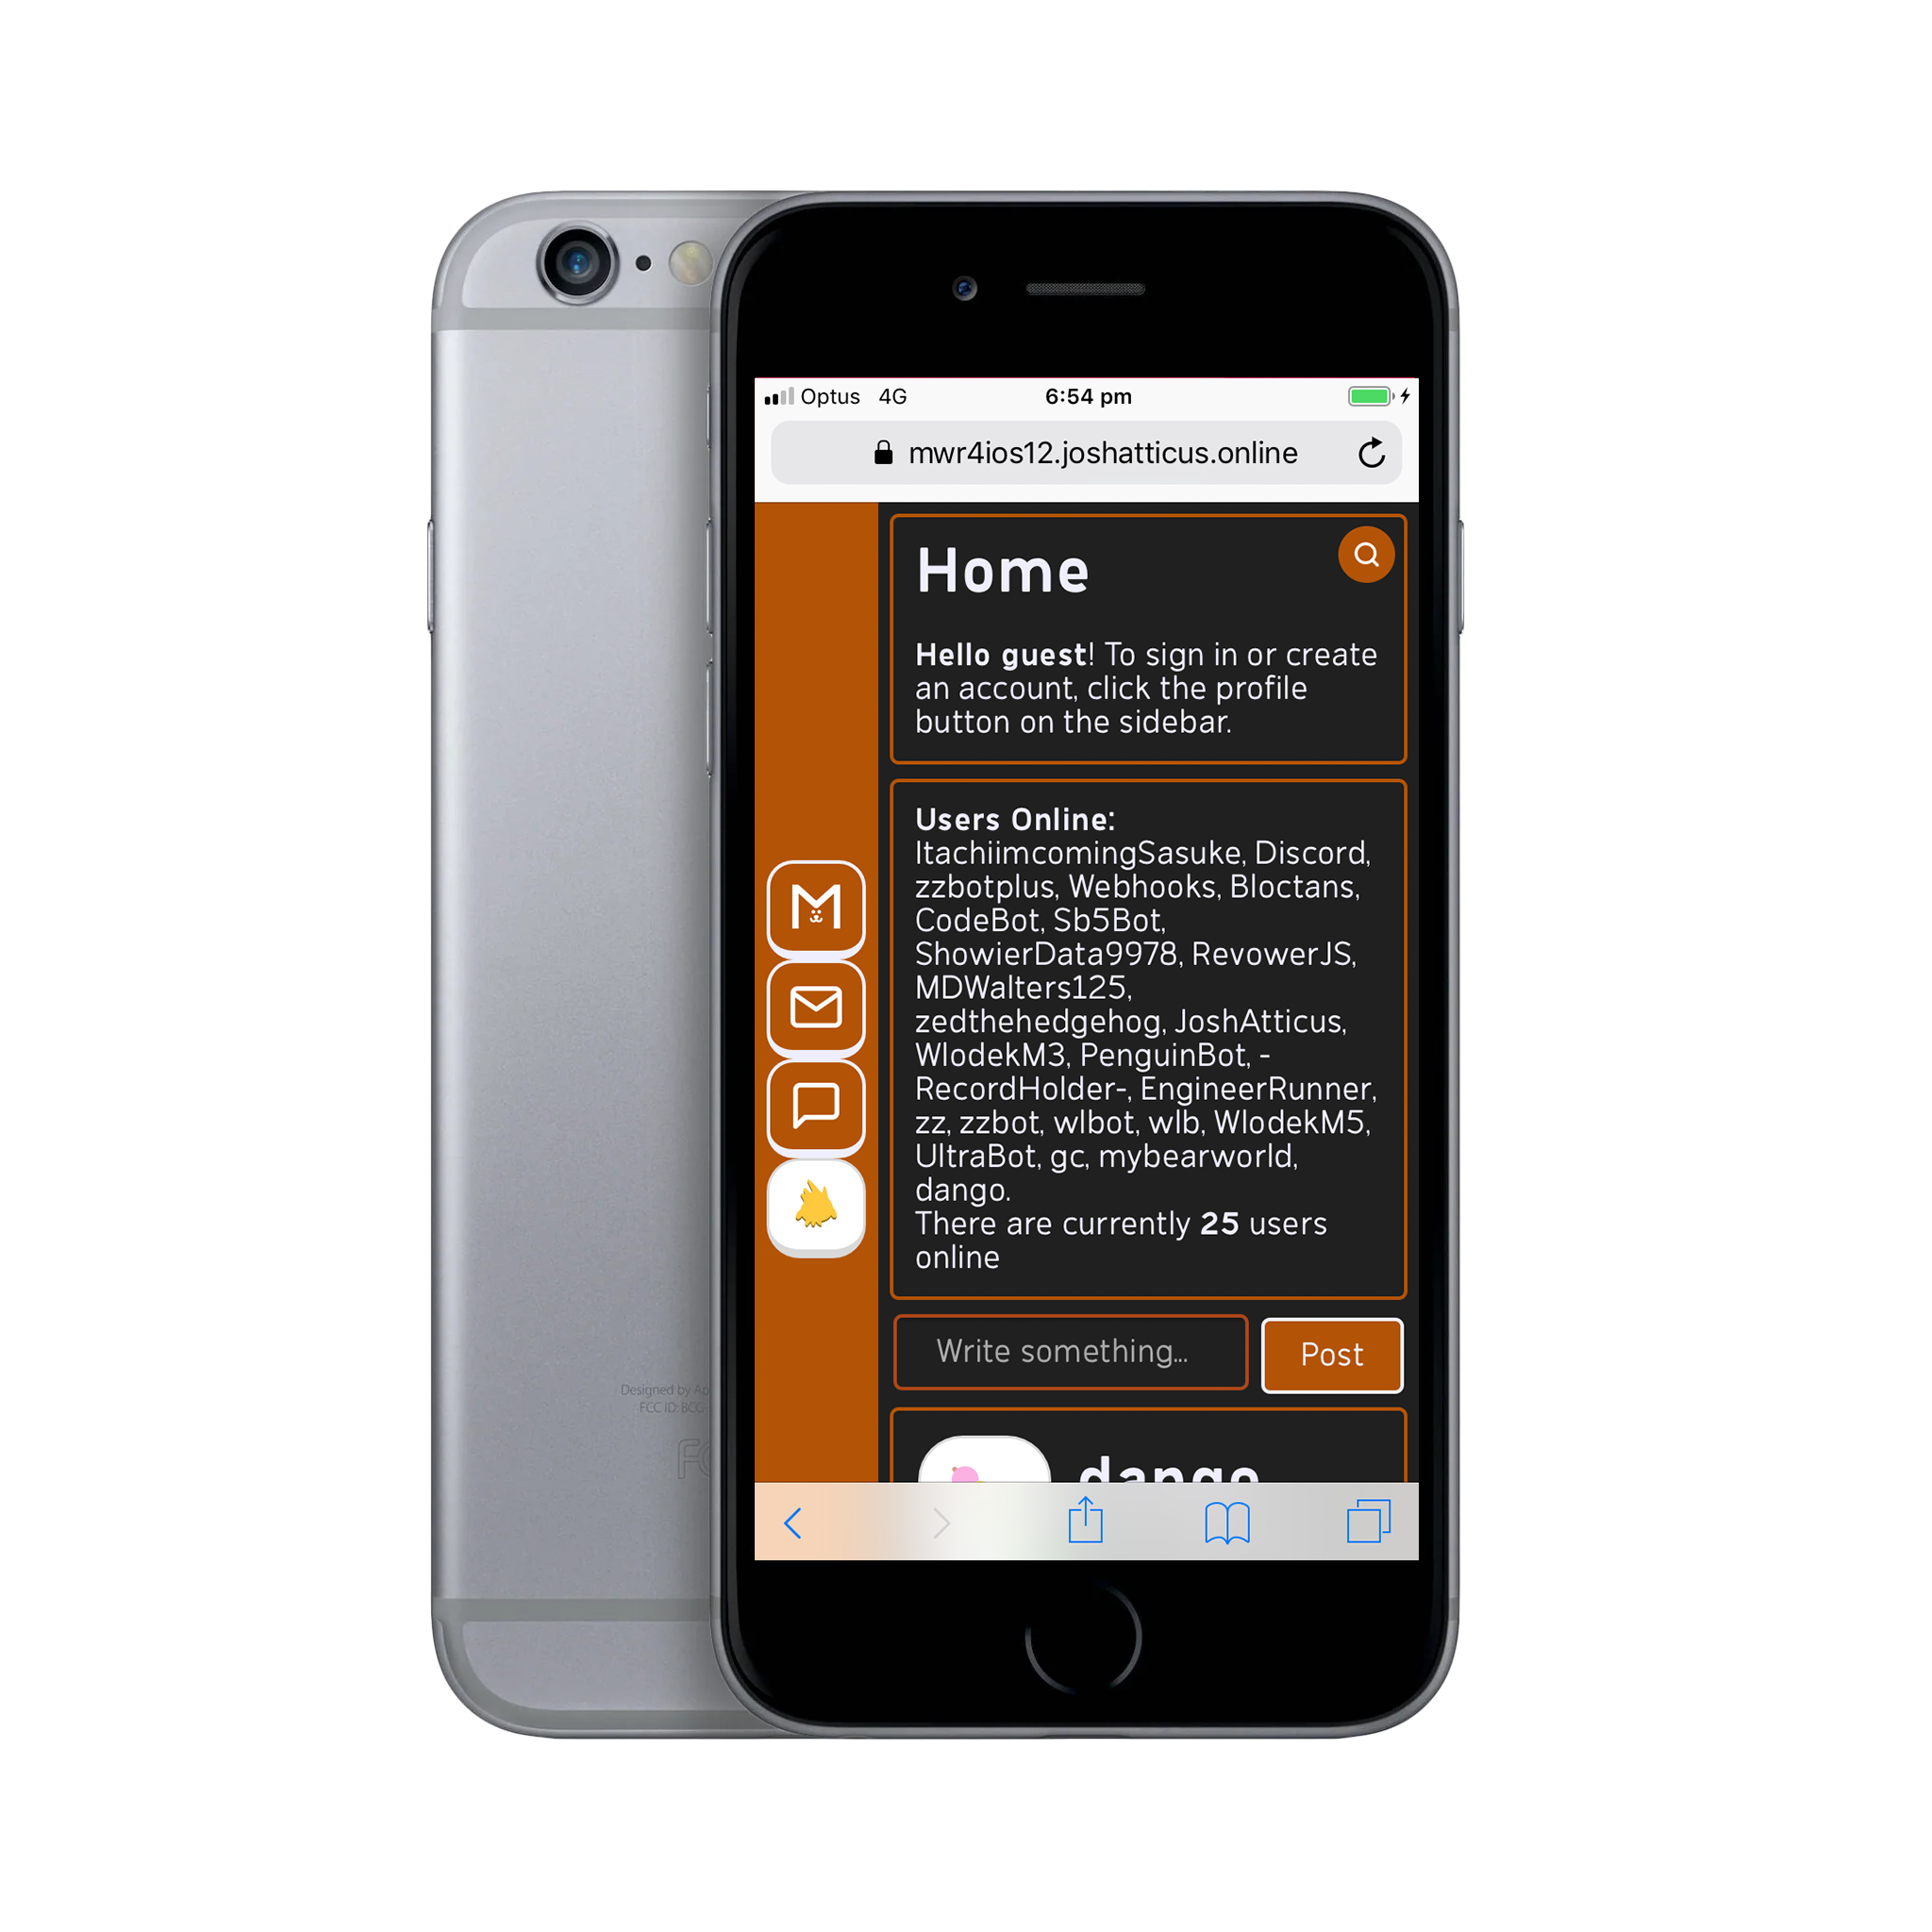 Optus 4G 6:54 pm
mwr4ios12.joshatticus.online
Home
Hello guest! To sign in or create
an account, click the profile
button on the sidebar.
Users Online:
ItachiimcomingSasuke, Discord,
zzbotplus, Webhooks, Bloctans,
CodeBot, Sb5Bot,
ShowierData9978, RevowerJS,
MDWalters125,
zedthehedgehog, JoshAtticus,
WlodekM3, PenguinBot, -
RecordHolder-, EngineerRunner,
zz, zzbot, wlbot, wlb, WlodekM5,
UltraBot, gc, mybearworld,
dango.
There are currently 25 users
online
Write something...
Post
dango
M
Designed by Ap
FCC ID: BCG